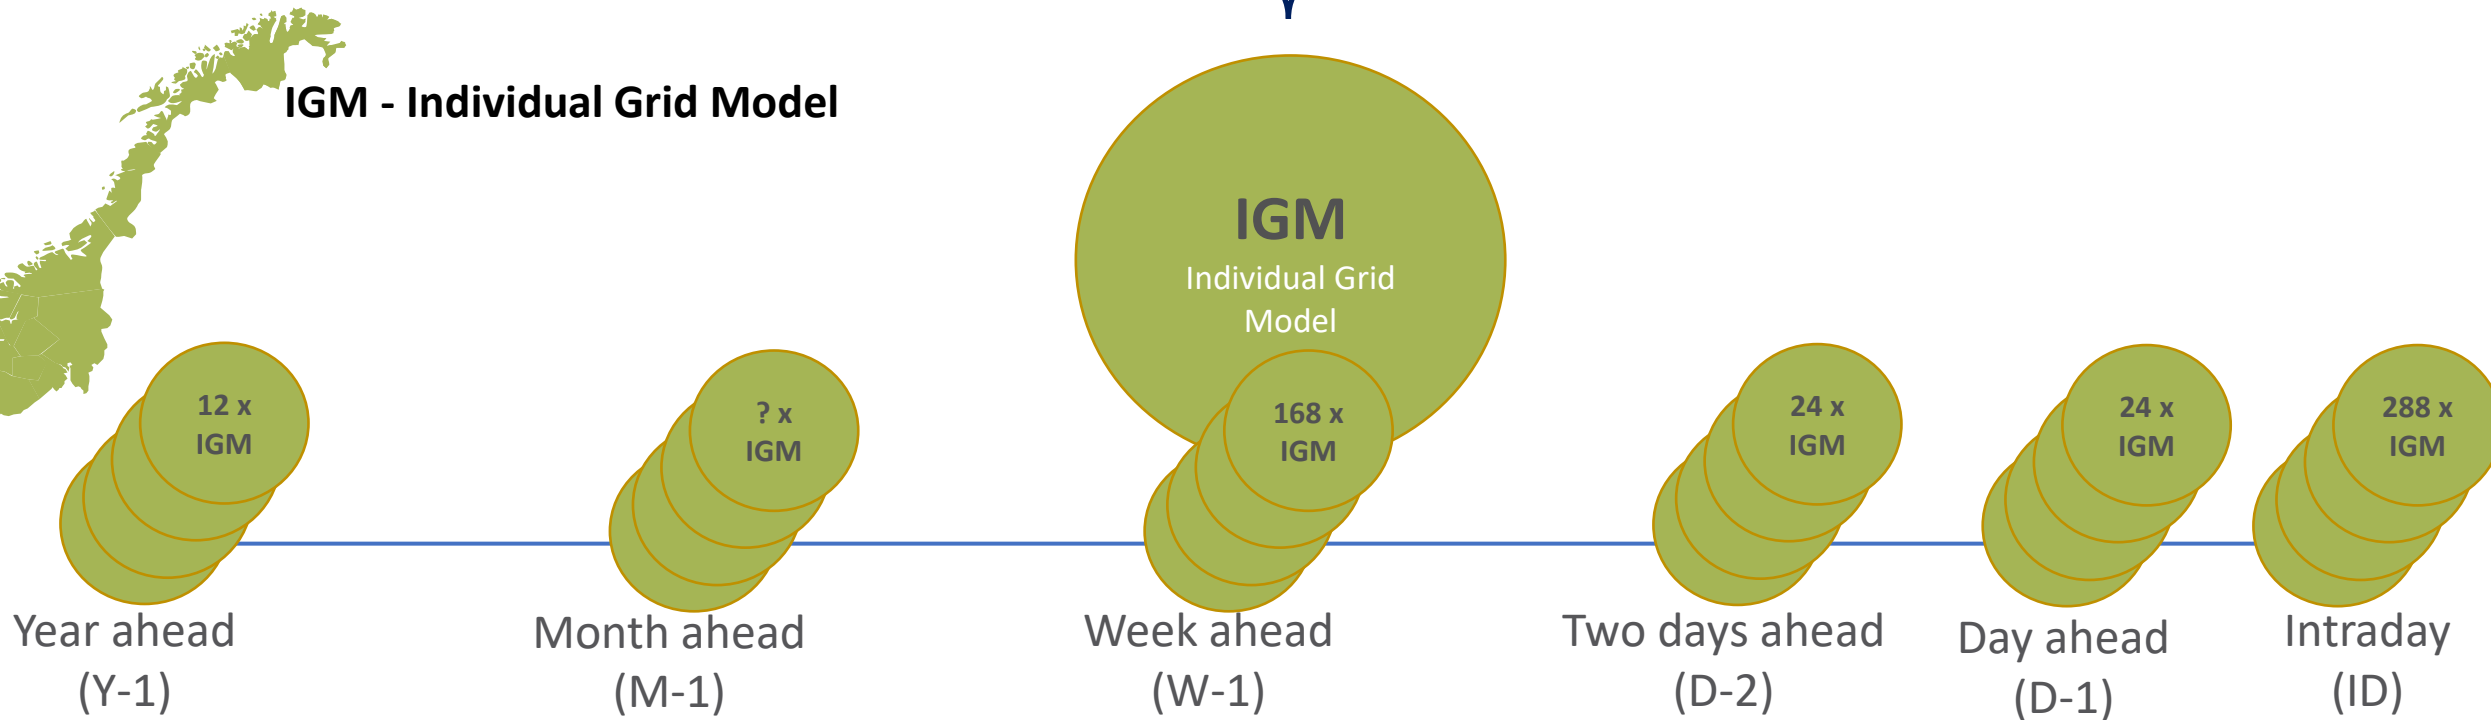 IGM - Individual Grid Model
IGM
Individual Grid
Model
12 x
IGM
? x
IGM
168 x
IGM
24 x
IGM
24 x
IGM
288 x
IGM
Year ahead
(Y-1)
Month ahead
(M-1)
Week ahead
(W-1)
Two days ahead
(D-2)
Day ahead
(D-1)
Intraday
(ID)